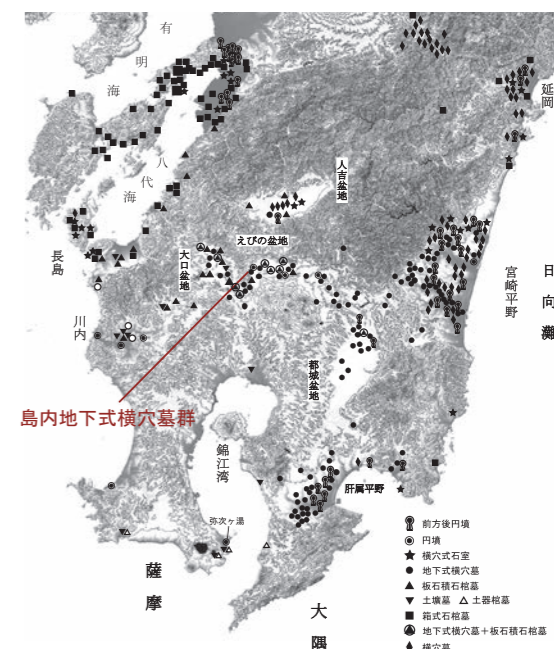 有明海
八代海
延岡
人吉盆地
えびの盆地
大口盆地
長島
川内
宮崎平野
日向灘
都城盆地
島内地下式横穴墓群
錦江湾
肝属平野
弥次ヶ湯
薩摩
大隅
前方後円墳
円墳
横穴式石室
地下式横穴墓
板石積石棺墓
土壙墓 土器棺墓
箱式石棺墓
地下式横穴墓+板石積石棺墓
横穴墓